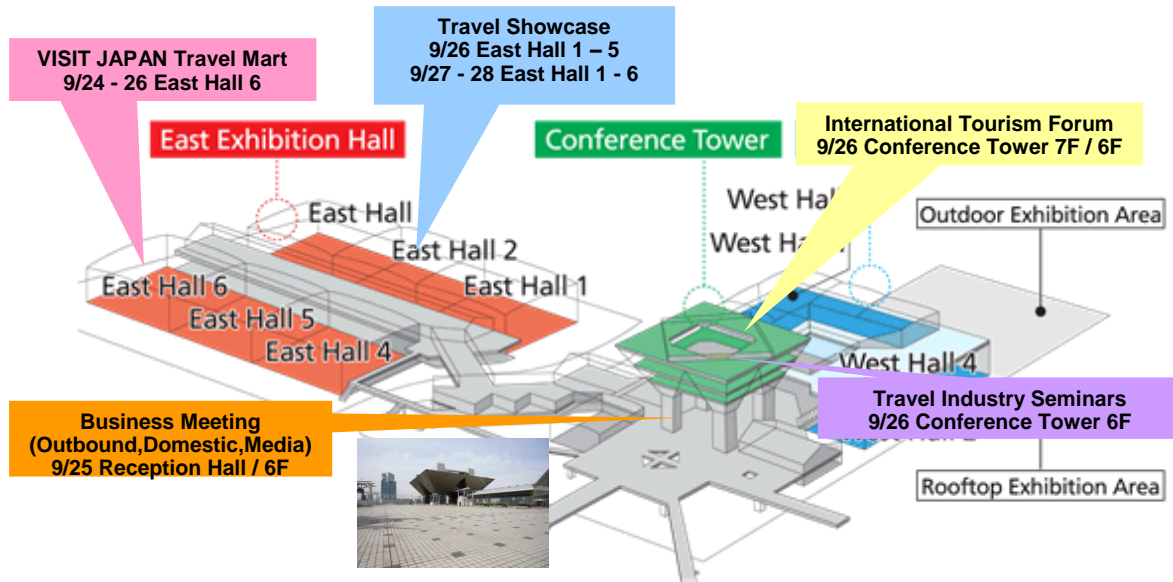 Travel Showcase
9/26 East Hall 1 – 5
9/27 - 28 East Hall 1 - 6
VISIT JAPAN Travel Mart
9/24 - 26 East Hall 6
International Tourism Forum
9/26 Conference Tower 7F / 6F
East Exhibition Hall
Conference Tower
West Hal
Outdoor Exhibition Area
East Hall
West Ha
East Hall 2
East Hall 1
East Hall 6
East Hall 5
East Hall 4
West Hall 4
Travel Industry Seminars
9/26 Conference Tower 6F
Business Meeting
(Outbound,Domestic,Media)
9/25 Reception Hall / 6F
Rooftop Exhibition Area